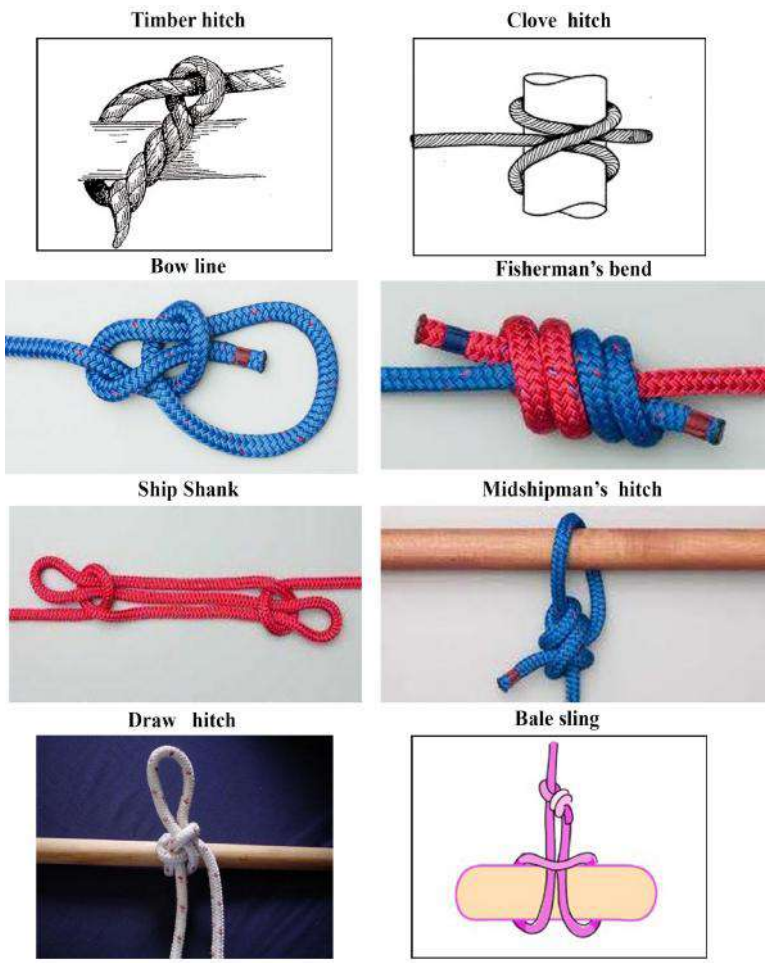 Timber hitch
Clove hitch
Bow line
Fisherman's bend
Ship Shank
Midshipman's hitch
Draw hitch
Bale sling